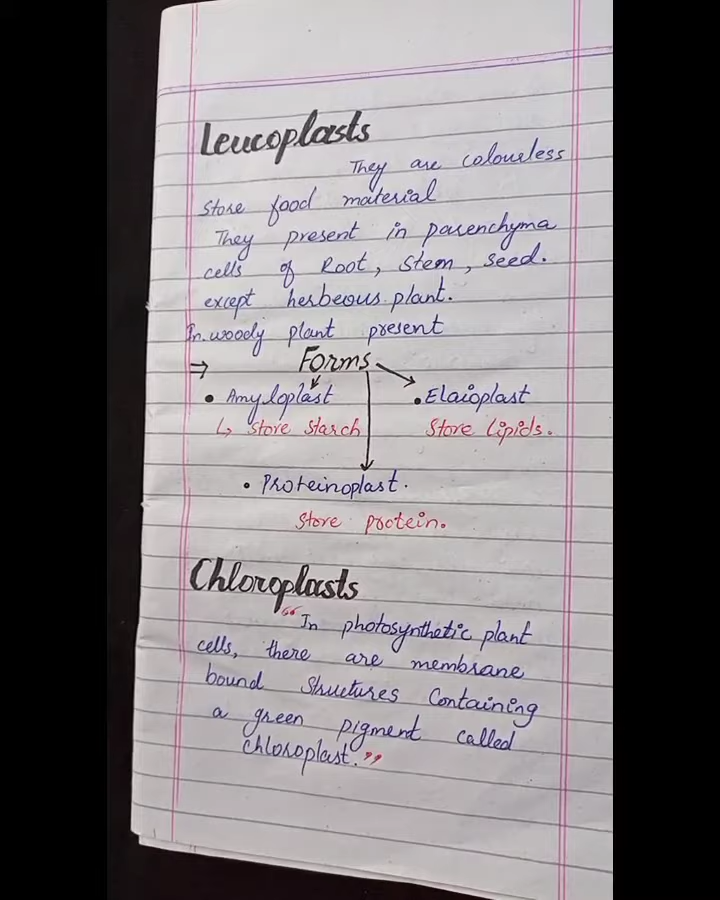 Leucoplasts
They are colourless
store food material
They present in parenchyma
cells of Root, stem, seed.
except herbeous plant.
In woody plant present
⇒ Forms
• Amyloplast • Elaioplast
↳ store starch store lipids.
• Proteinoplast.
store protein.
Chloroplasts
“In photosynthetic plant
cells, there are membrane
bound structures containing
a green pigment called
chloroplast.”